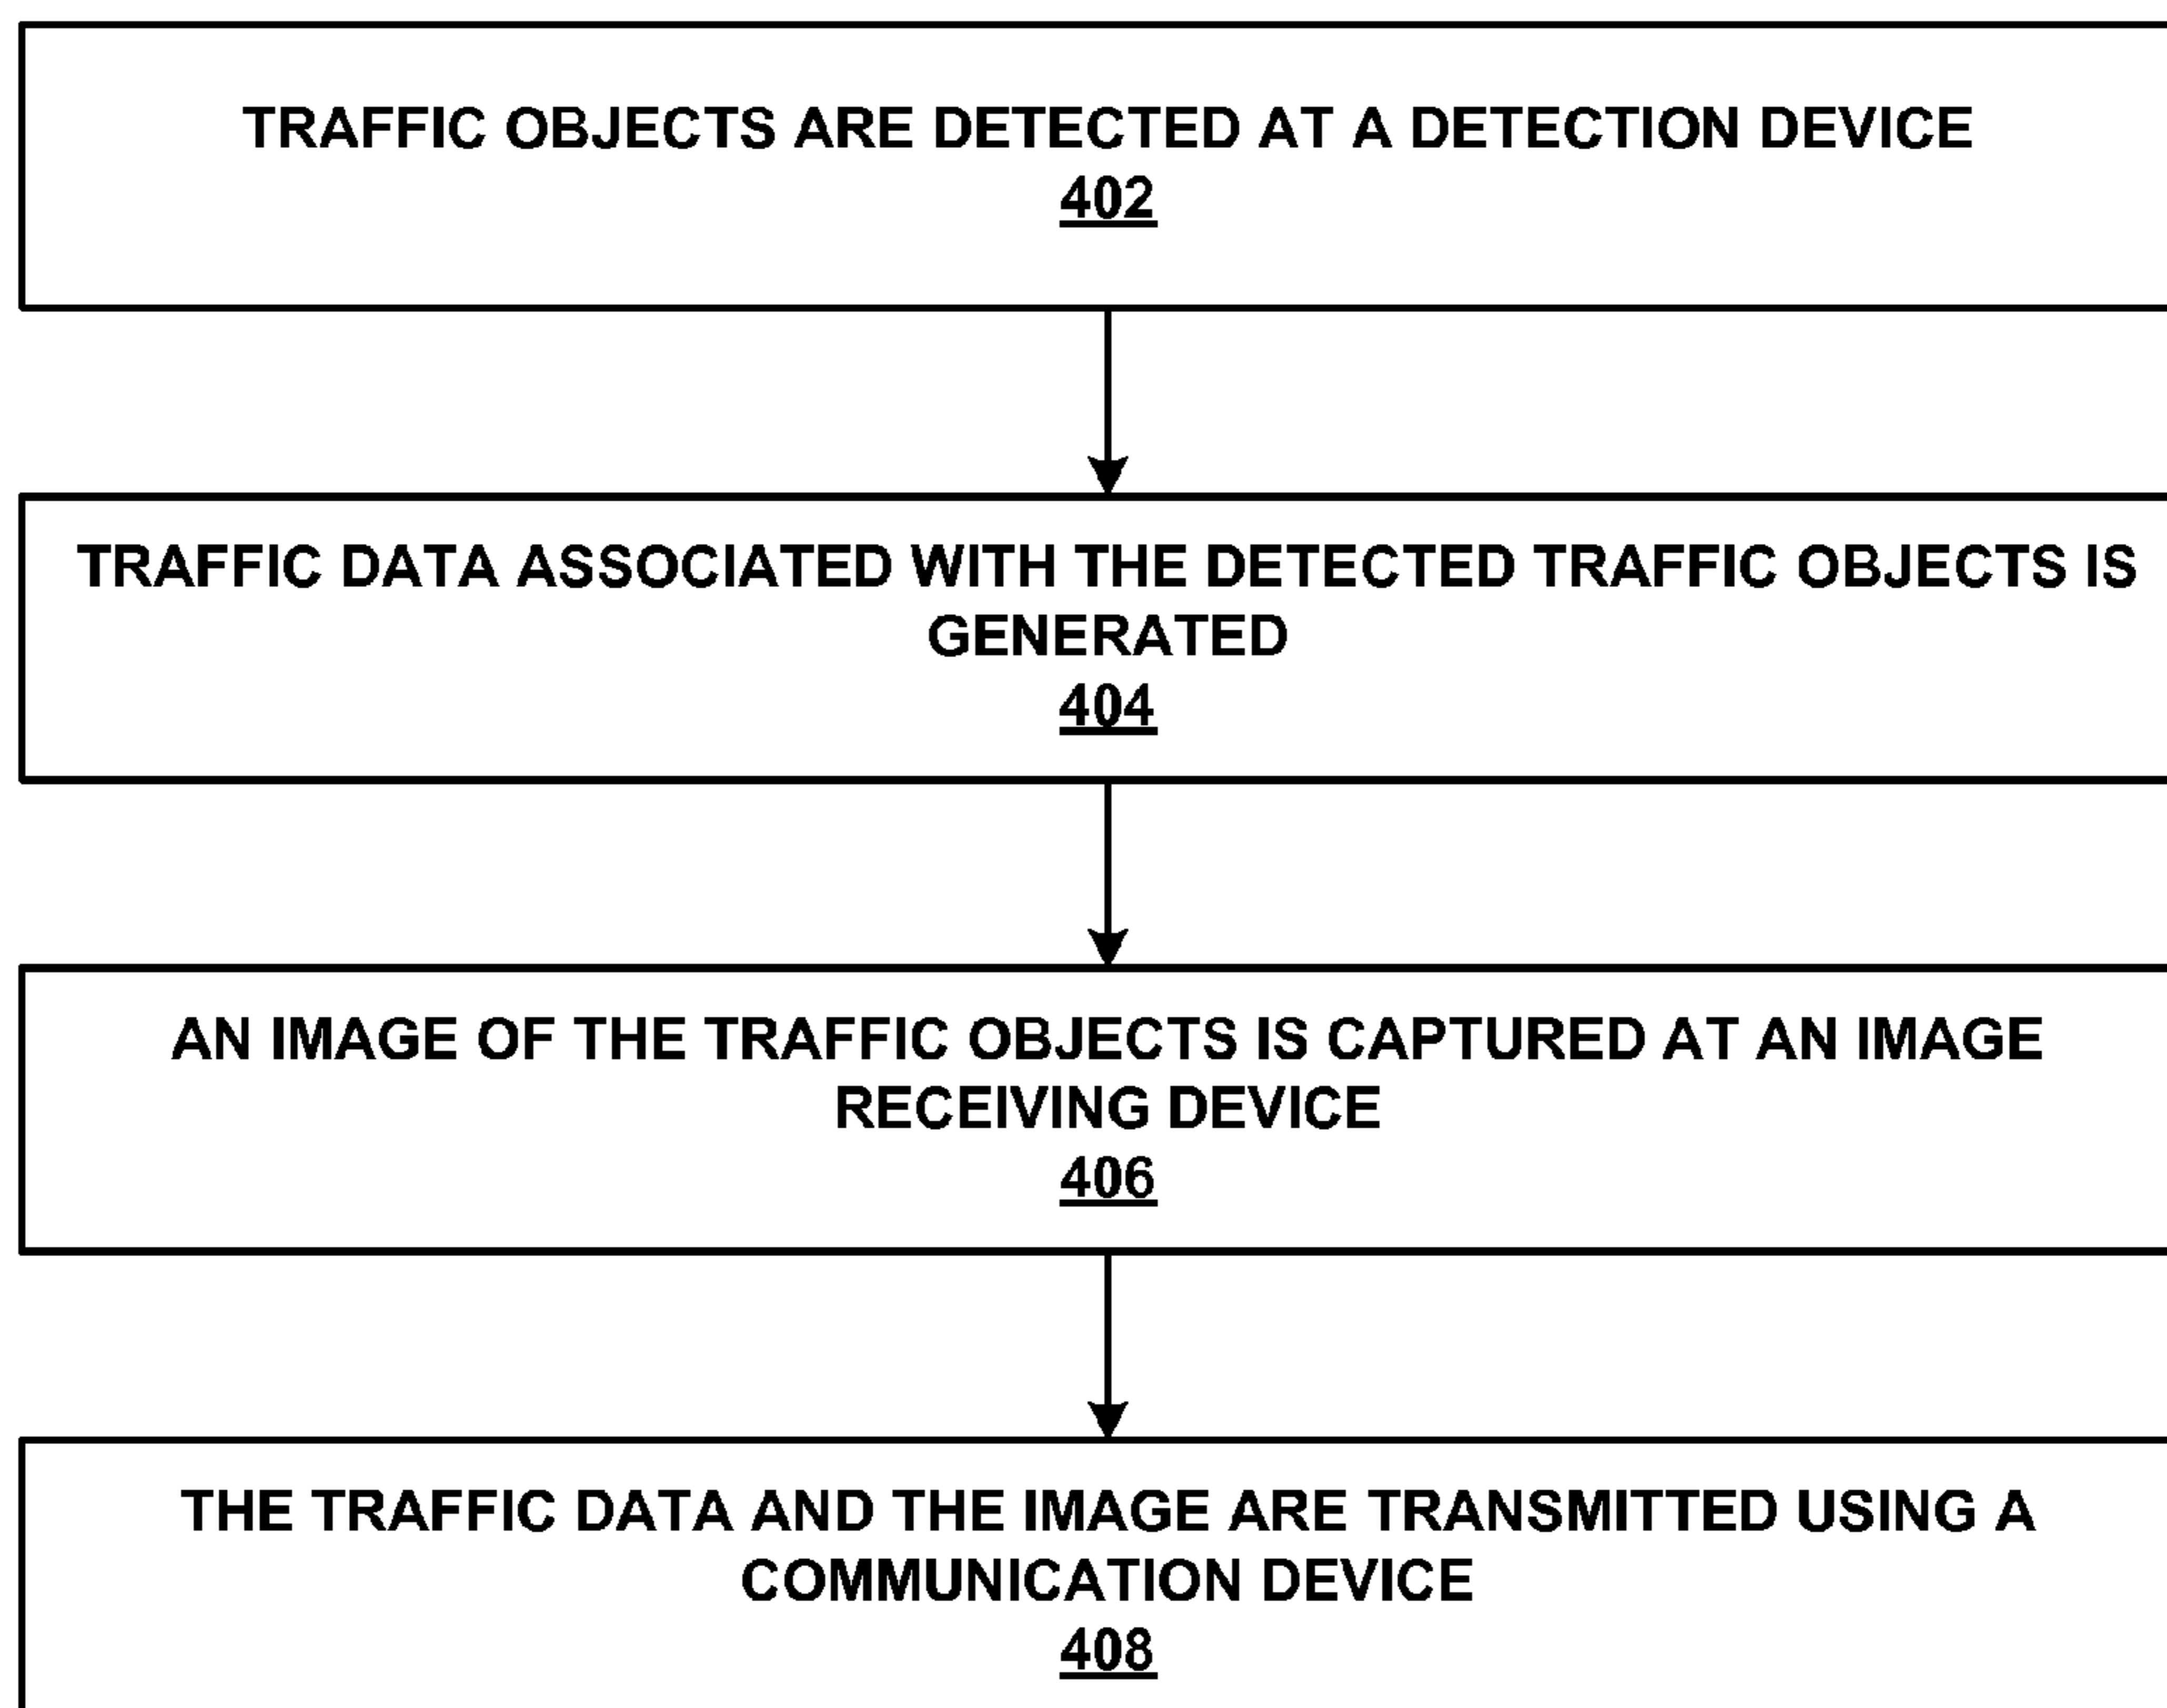 TRAFFIC OBJECTS ARE DETECTED AT A DETECTION DEVICE
402
TRAFFIC DATA ASSOCIATED WITH THE DETECTED TRAFFIC OBJECTS IS
GENERATED
404
AN IMAGE OF THE TRAFFIC OBJECTS IS CAPTURED AT AN IMAGE
RECEIVING DEVICE
406
THE TRAFFIC DATA AND THE IMAGE ARE TRANSMITTED USING A
COMMUNICATION DEVICE
408